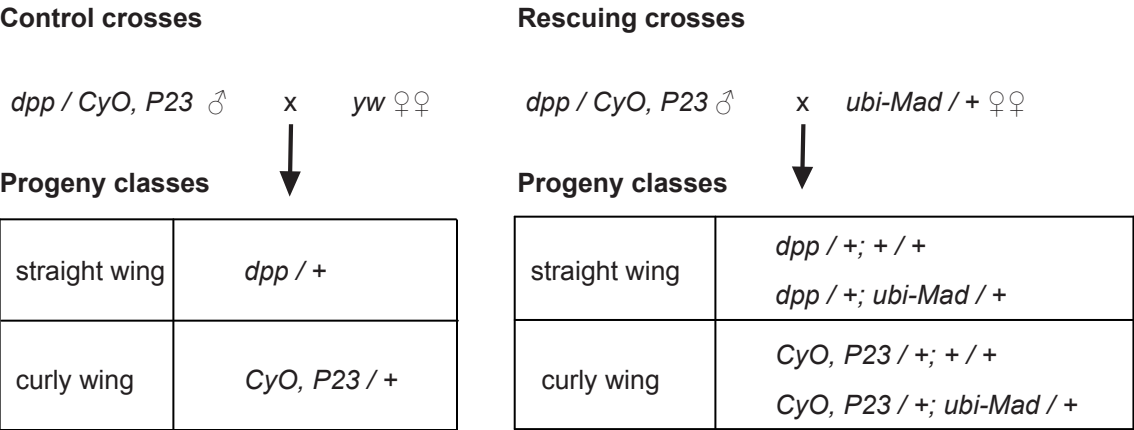 Control crosses
dpp / CyO, P23 ♂ x yw ♀♀
Progeny classes
straight wing dpp / +
curly wing CyO, P23 / +
Rescuing crosses
dpp / CyO, P23 ♂ x ubi-Mad / + ♀♀
Progeny classes
straight wing
dpp / +; + / +
dpp / +; ubi-Mad / +
curly wing
CyO, P23 / +; + / +
CyO, P23 / +; ubi-Mad / +